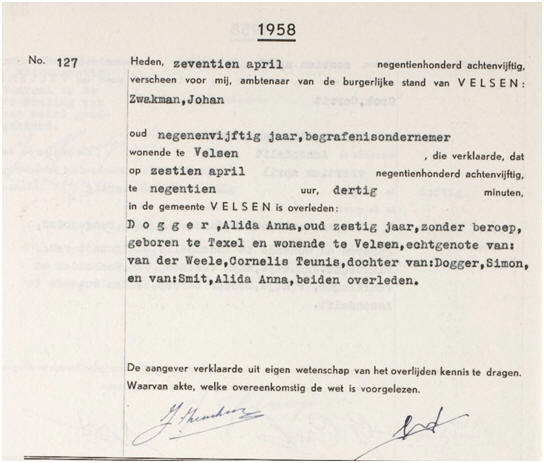 1958
No. 127 Heden, zeventien april negentienhonderd achtenvijftig,
verscheen voor mij, ambtenaar van de burgerlijke stand van VELSEN:
Zwakman,Johan
oud negenenvijftig jaar,begrafenisondernemer
wonende te Velsen , die verklaarde, dat
op zestien april negentienhonderd achtenvijftig,
te negentien uur, dertig minuten,
in de gemeente VELSEN is overleden:
D o g g e r,Alida Anna,oud zestig jaar,zonder beroep,
geboren te Texel en wonende te Velsen,echtgenote van:
van der Weele,Cornelis Teunis,dochter van:Dogger,Simon,
en van:Smit,Alida Anna,beiden overleden.
De aangever verklaarde uit eigen wetenschap van het overlijden kennis te dragen.
Waarvan akte, welke overeenkomstig de wet is voorgelezen.